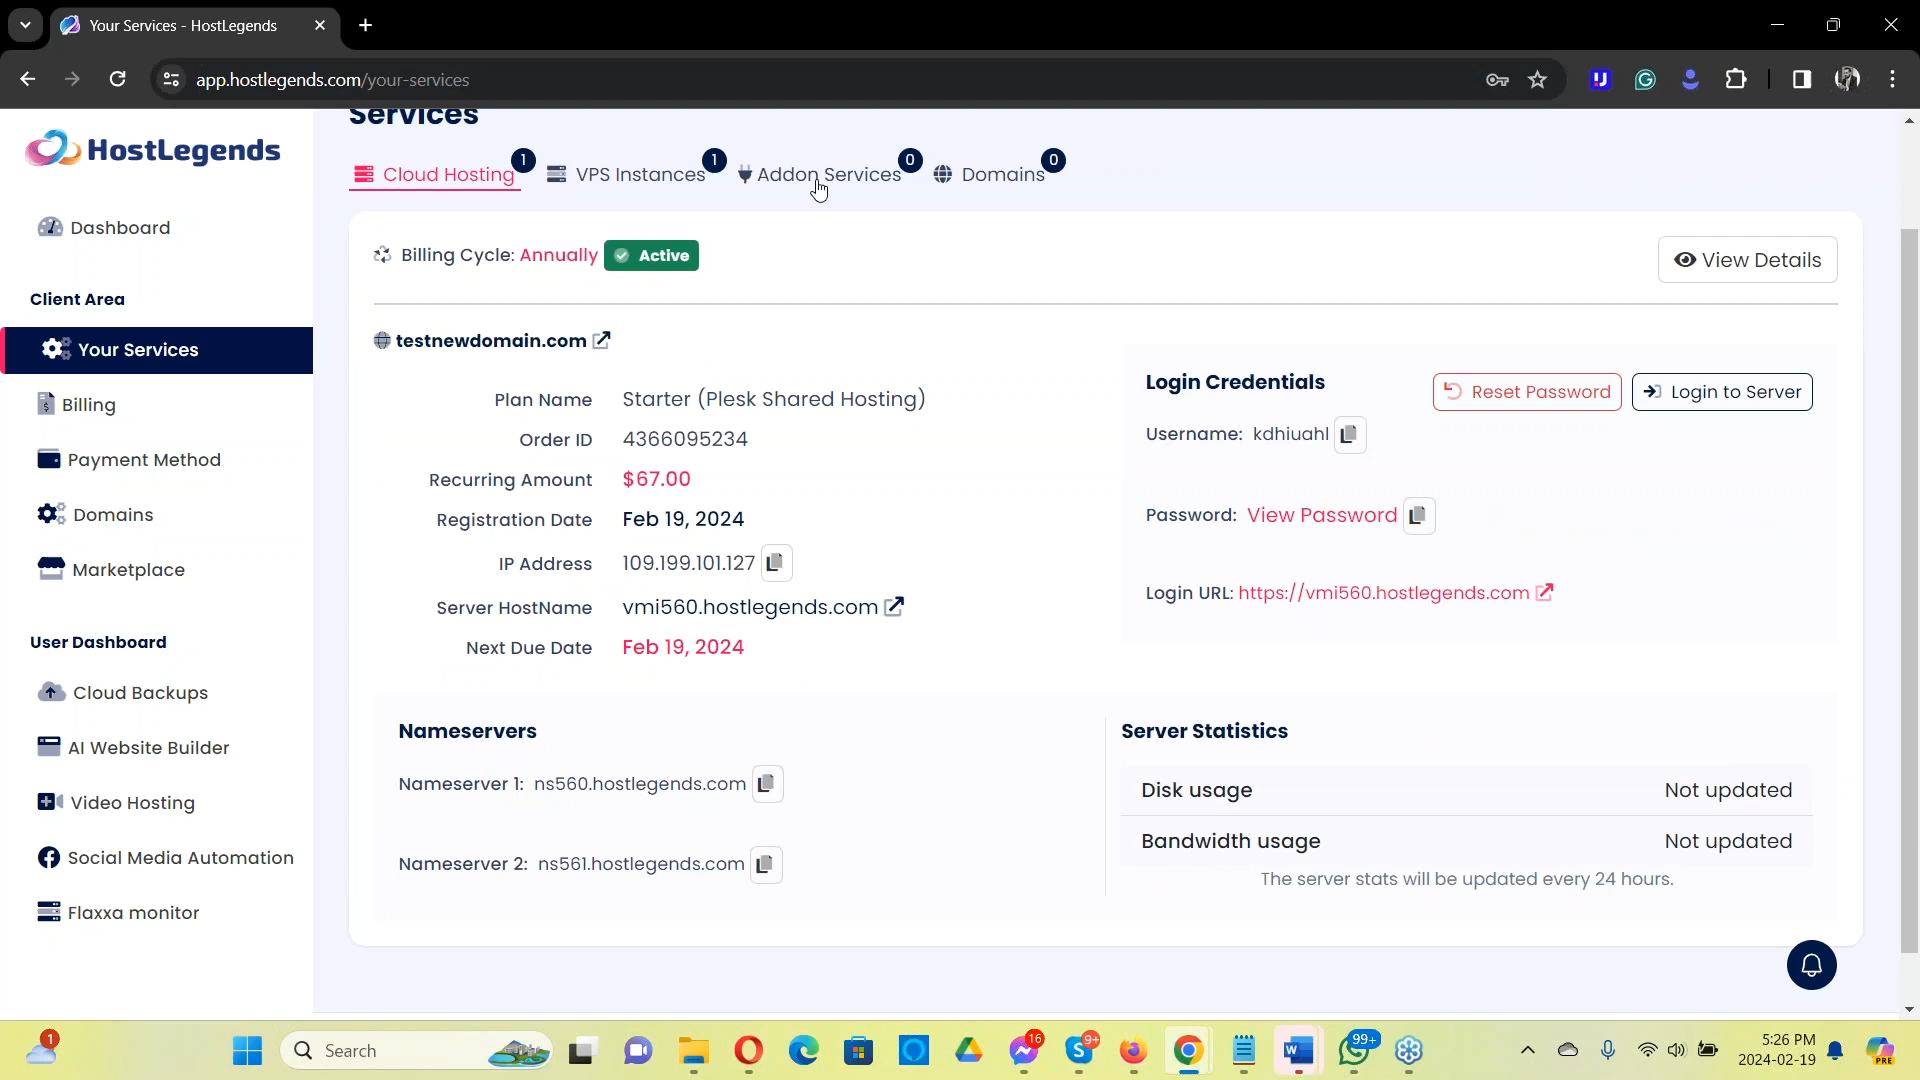 Your Services - HostLegends
app.hostlegends.com/your-services
HostLegends
Dashboard
Client Area
Your Services
Billing
Payment Method
Domains
Marketplace
User Dashboard
Cloud Backups
AI Website Builder
Video Hosting
Social Media Automation
Flaxxa monitor
Services
Cloud Hosting 1 VPS Instances 1 Addon Services 0 Domains 0
Billing Cycle: Annually Active
View Details
testnewdomain.com
Plan Name Starter (Plesk Shared Hosting)
Order ID 4366095234
Recurring Amount $67.00
Registration Date Feb 19, 2024
IP Address 109.199.101.127
Server HostName vmi560.hostlegends.com
Next Due Date Feb 19, 2024
Login Credentials
Reset Password
Login to Server
Username: kdhiuahl
Password: View Password
Login URL: https://vmi560.hostlegends.com
Nameservers
Nameserver 1: ns560.hostlegends.com
Nameserver 2: ns561.hostlegends.com
Server Statistics
Disk usage Not updated
Bandwidth usage Not updated
The server stats will be updated every 24 hours.
1
Search
16
9+
99+
5:26 PM
2024-02-19
PRE